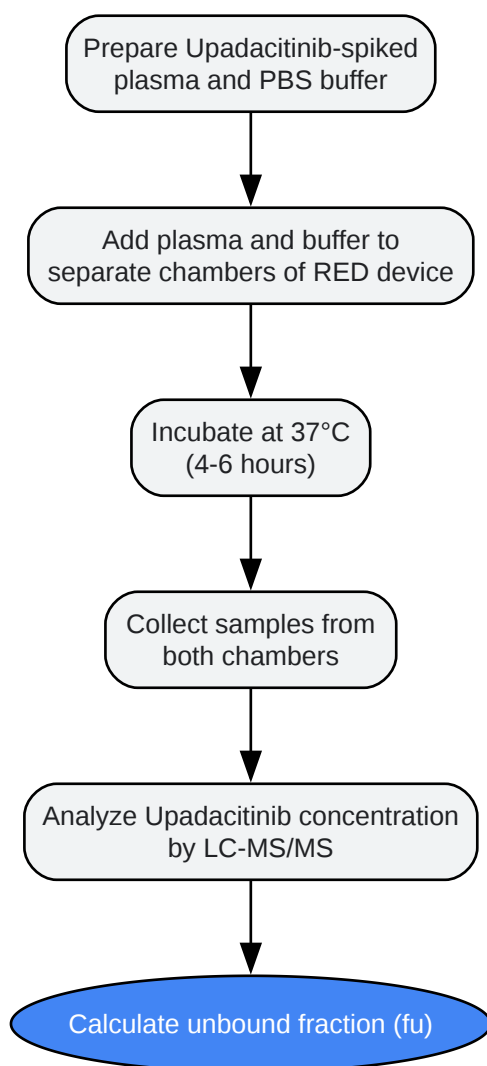 Prepare Upadacitinib-spiked
plasma and PBS buffer
Add plasma and buffer to
separate chambers of RED device
Incubate at 37°C
(4-6 hours)
Collect samples from
both chambers
Analyze Upadacitinib concentration
by LC-MS/MS
Calculate unbound fraction (fu)